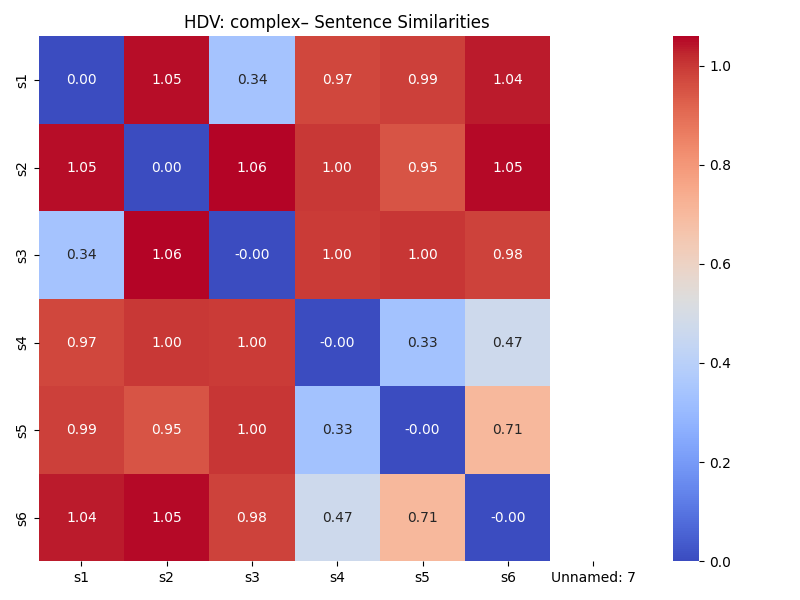 HDV: complex– Sentence Similarities
s1 0.00 1.05 0.34 0.97 0.99 1.04
s2 1.05 0.00 1.06 1.00 0.95 1.05
s3 0.34 1.06 -0.00 1.00 1.00 0.98
s4 0.97 1.00 1.00 -0.00 0.33 0.47
s5 0.99 0.95 1.00 0.33 -0.00 0.71
s6 1.04 1.05 0.98 0.47 0.71 -0.00
s1 s2 s3 s4 s5 s6 Unnamed: 7
1.0
0.8
0.6
0.4
0.2
0.0